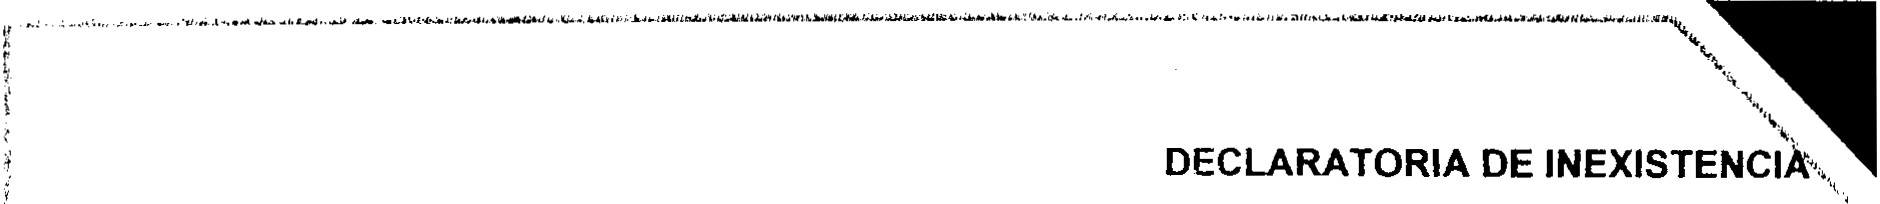 DECLARATORIA DE INEXISTENCIA